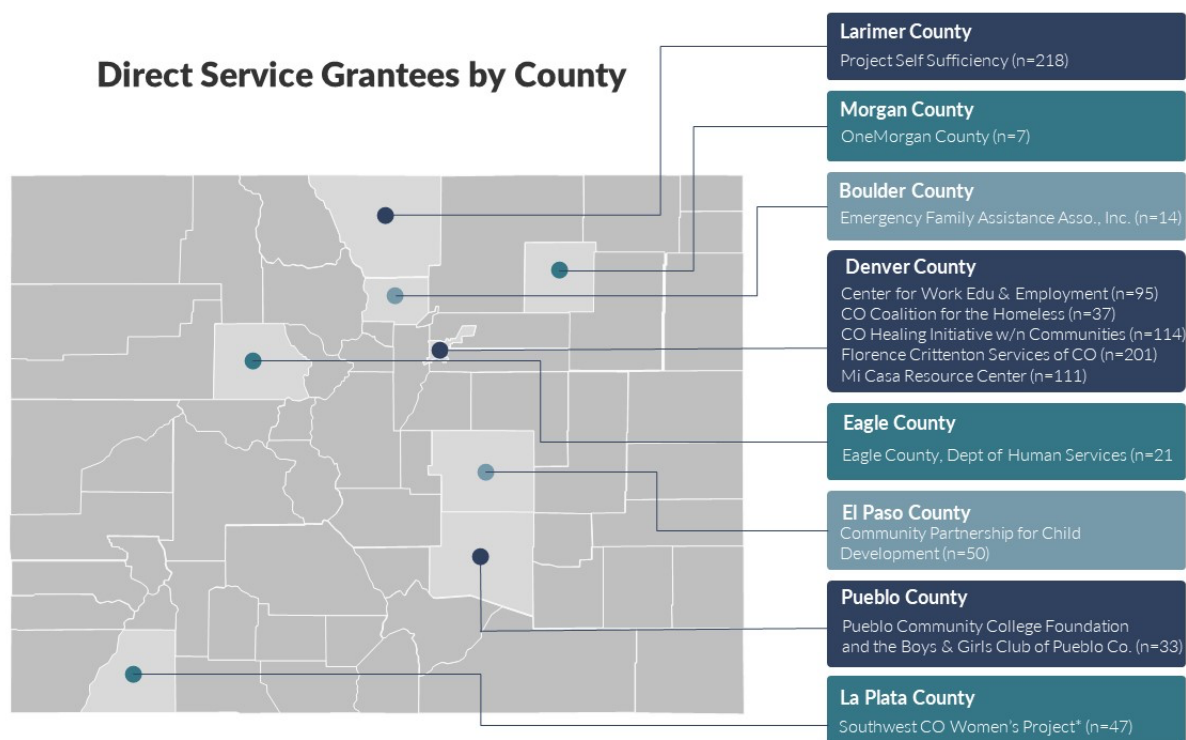 Direct Service Grantees by County
Larimer County
Project Self Sufficiency (n=218)
Morgan County
OneMorgan County (n=7)
Boulder County
Emergency Family Assistance Asso., Inc. (n=14)
Denver County
Center for Work Edu & Employment (n=95)
CO Coalition for the Homeless (n=37)
CO Healing Initiative w/n Communities (n=114)
Florence Crittenton Services of CO (n=201)
Mi Casa Resource Center (n=111)
Eagle County
Eagle County, Dept of Human Services (n=21
El Paso County
Community Partnership for Child
Development (n=50)
Pueblo County
Pueblo Community College Foundation
and the Boys & Girls Club of Pueblo Co. (n=33)
La Plata County
Southwest CO Women's Project* (n=47)